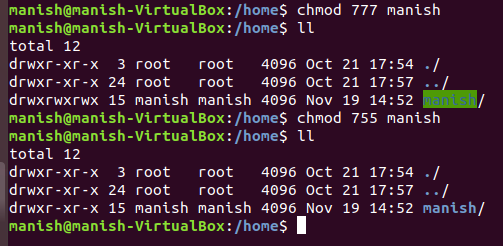 manish@manish-VirtualBox:/home$ chmod 777 manish
manish@manish-VirtualBox:/home$ ll
total 12
drwxr-xr-x  3 root   root   4096 Oct 21 17:54 ./
drwxr-xr-x 24 root   root   4096 Oct 21 17:57 ../
drwxrwxrwx 15 manish manish 4096 Nov 19 14:52 manish/
manish@manish-VirtualBox:/home$ chmod 755 manish
manish@manish-VirtualBox:/home$ ll
total 12
drwxr-xr-x  3 root   root   4096 Oct 21 17:54 ./
drwxr-xr-x 24 root   root   4096 Oct 21 17:57 ../
drwxr-xr-x 15 manish manish 4096 Nov 19 14:52 manish/
manish@manish-VirtualBox:/home$